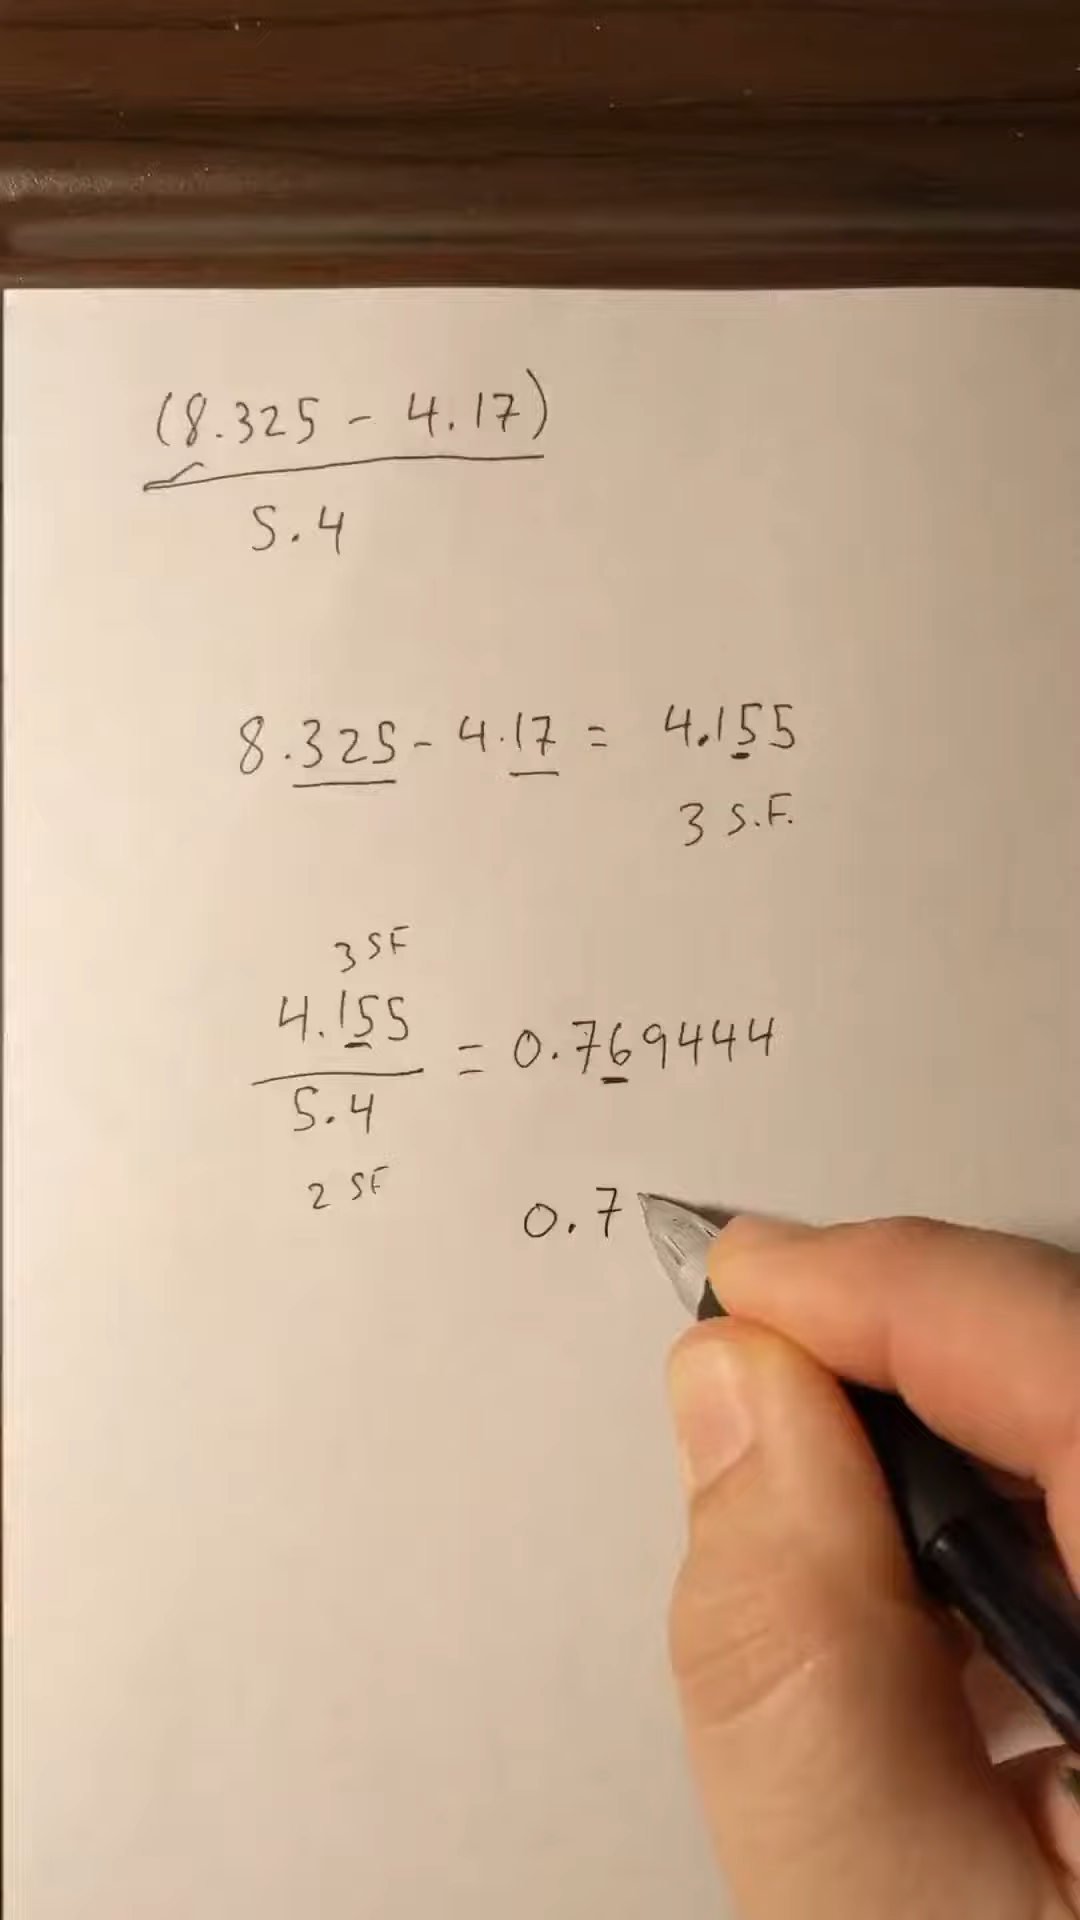 (8.325 - 4.17)
5.4
8.325 - 4.17 = 4.155
3 S.F.
3 SF
4.155
= 0.769444
5.4
2 SF
0.7